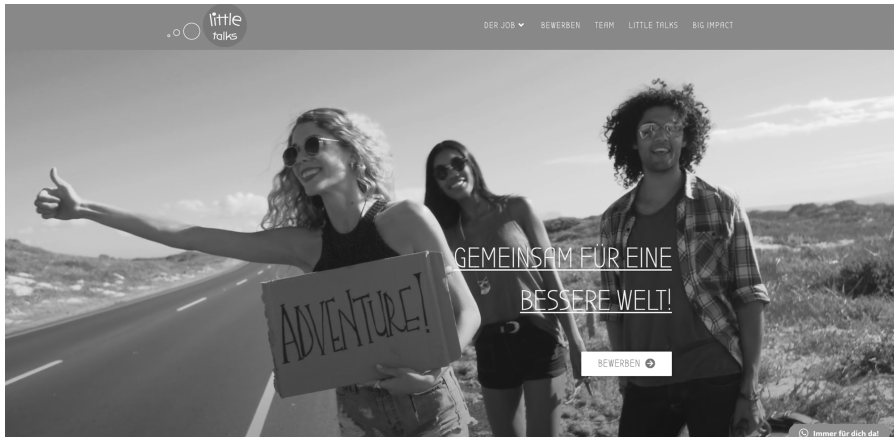 little
talks
DER JOB
BEWERBEN
TEAM
LITTLE TALKS
BIG IMPACT
GEMEINSAM FÜR EINE
BESSERE WELT!
ADVENTURE!
BEWERBEN
Immer für dich da!